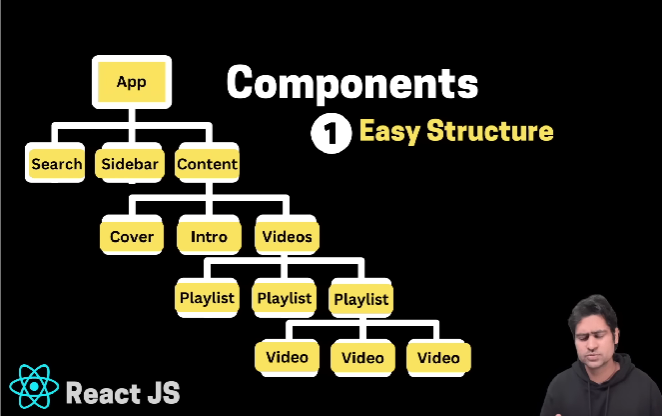 Components
1 Easy Structure
App
Search Sidebar Content
Cover Intro Videos
Playlist Playlist Playlist
Video Video Video
React JS